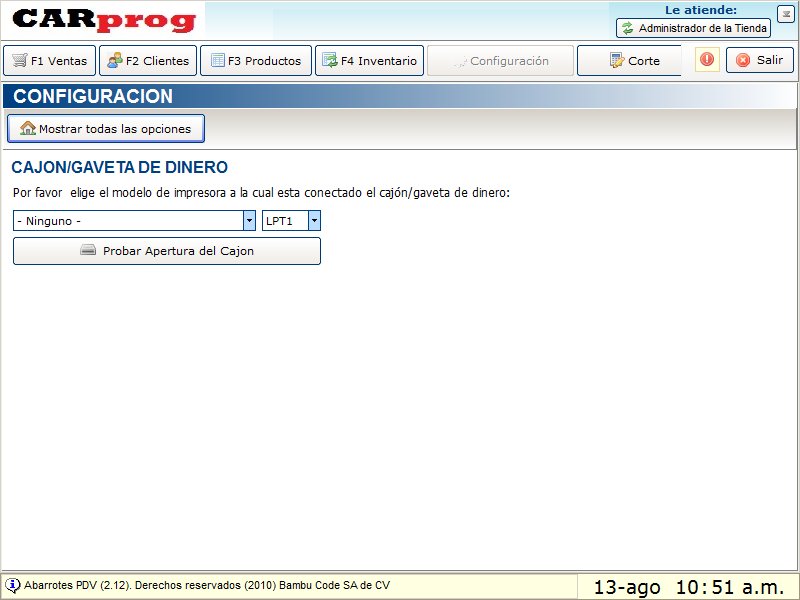 CARprog
Le atiende:
Administrador de la Tienda
F1 Ventas F2 Clientes F3 Productos F4 Inventario Configuración Corte Salir
CONFIGURACION
Mostrar todas las opciones
CAJON/GAVETA DE DINERO
Por favor elige el modelo de impresora a la cual esta conectado el cajón/gaveta de dinero:
- Ninguno - LPT1
Probar Apertura del Cajon
Abarrotes PDV (2.12). Derechos reservados (2010) Bambu Code SA de CV 13-ago 10:51 a.m.